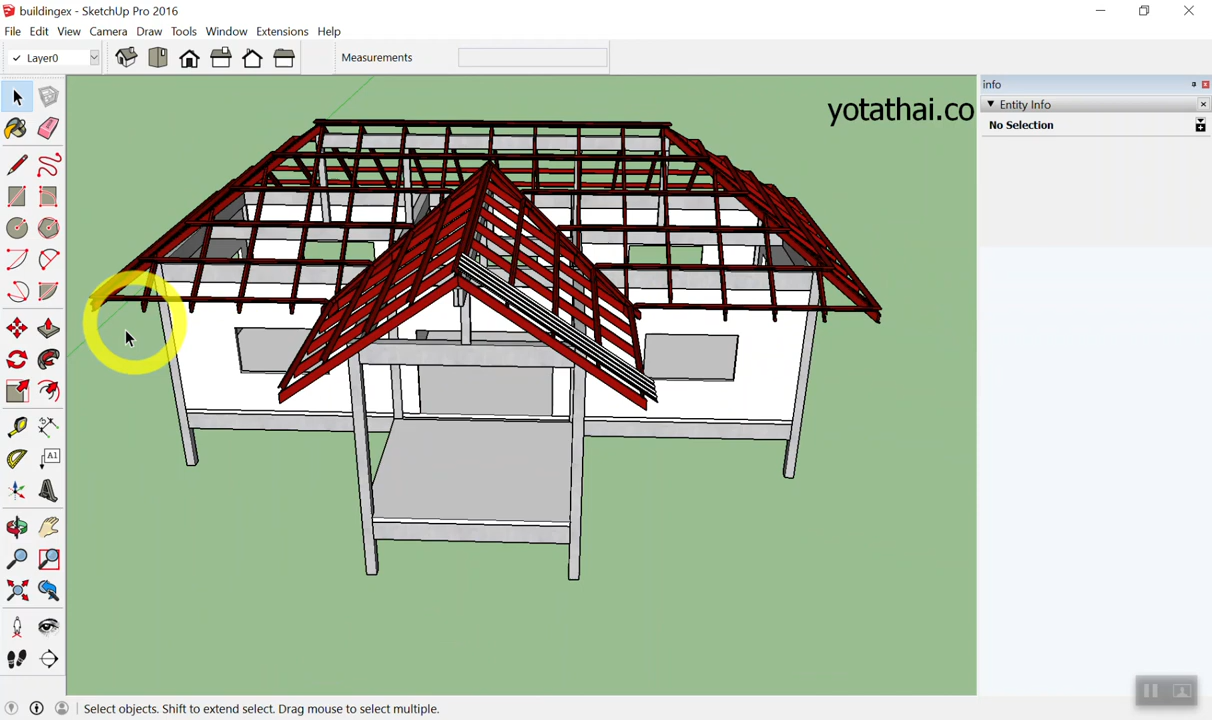 buildingex - SketchUp Pro 2016
File Edit View Camera Draw Tools Window Extensions Help
Layer0
Measurements
yotathai.co
info
Entity Info
No Selection
A1
Select objects. Shift to extend select. Drag mouse to select multiple.